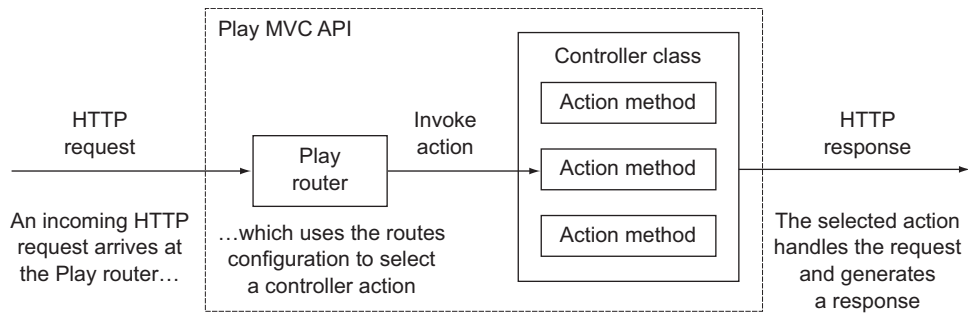 Play MVC API
Controller class
Action method
Action method
Action method
HTTP
request
Play
router
Invoke
action
HTTP
response
An incoming HTTP
request arrives at
the Play router…
…which uses the routes
configuration to select
a controller action
The selected action
handles the request
and generates
a response